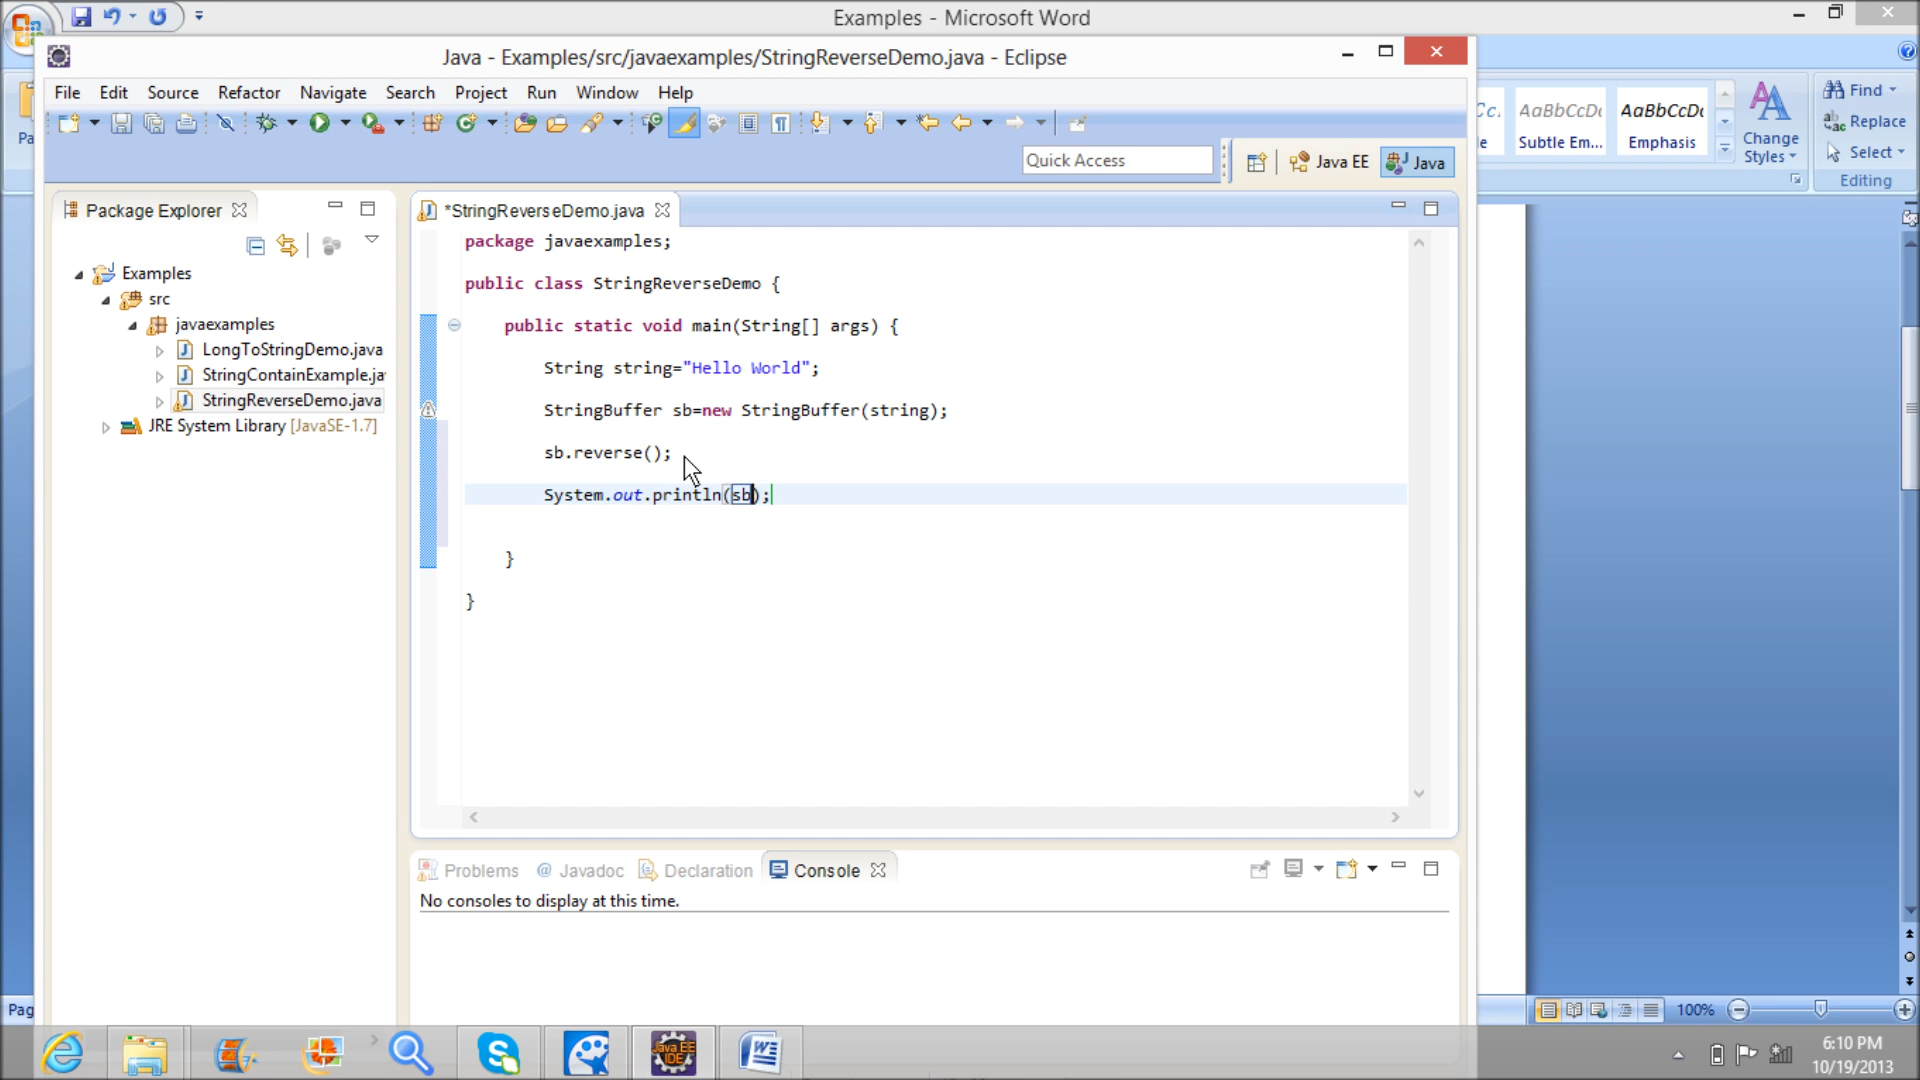 Examples - Microsoft Word
Java - Examples/src/javaexamples/StringReverseDemo.java - Eclipse
File Edit Source Refactor Navigate Search Project Run Window Help
Quick Access
Java EE
Java
AaBbCcDc
AaBbCcDc
Subtle Em...
Emphasis
Change
Styles
Find
Replace
Select
Editing
Package Explorer
Examples
src
javaexamples
LongToStringDemo.java
StringContainExample.ja
StringReverseDemo.java
JRE System Library [JavaSE-1.7]
*StringReverseDemo.java
package javaexamples;
public class StringReverseDemo {
public static void main(String[] args) {
String string="Hello World";
StringBuffer sb=new StringBuffer(string);
sb.reverse();
System.out.println(sb);
}
}
Problems
@ Javadoc
Declaration
Console
No consoles to display at this time.
Pag
100%
Java EE
IDE
6:10 PM
10/19/2013